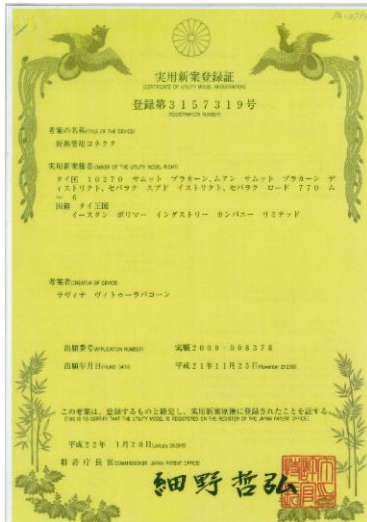 実用新案登録証
(CERTIFICATE OF UTILITY MODEL REGISTRATION)
登録第3157319号
(REGISTRATION NUMBER)
考案の名称(TITLE OF THE DEVICE)
断熱管用コネクタ
実用新案権者(OWNER OF THE UTILITY MODEL RIGHT)
タイ国 10270 サムット プラカーン、ムアン サムット プラカーン デ
ィストリクト、セパラク スブド イストリクト、セパラク ロード 770 ム
ー 6
国籍 タイ王国
イースタン ポリマー インダストリー カンパニー リミテッド
考案者(CREATOR OF DEVICE)
ラヴィナ ヴィトゥーラパコーン
出願番号(APPLICATION NUMBER) 実願2009-008378
出願年月日(FILING DATE) 平成21年11月25日(November 25,2009)
この考案は、登録するものと確定し、実用新案原簿に登録されたことを証する。
(THIS IS TO CERTIFY THAT THE UTILITY MODEL IS REGISTERED ON THE REGISTER OF THE JAPAN PATENT OFFICE.)
平成22年 1月20日(January 20,2010)
特許庁長官(COMMISSIONER, JAPAN PATENT OFFICE)
細野哲弘